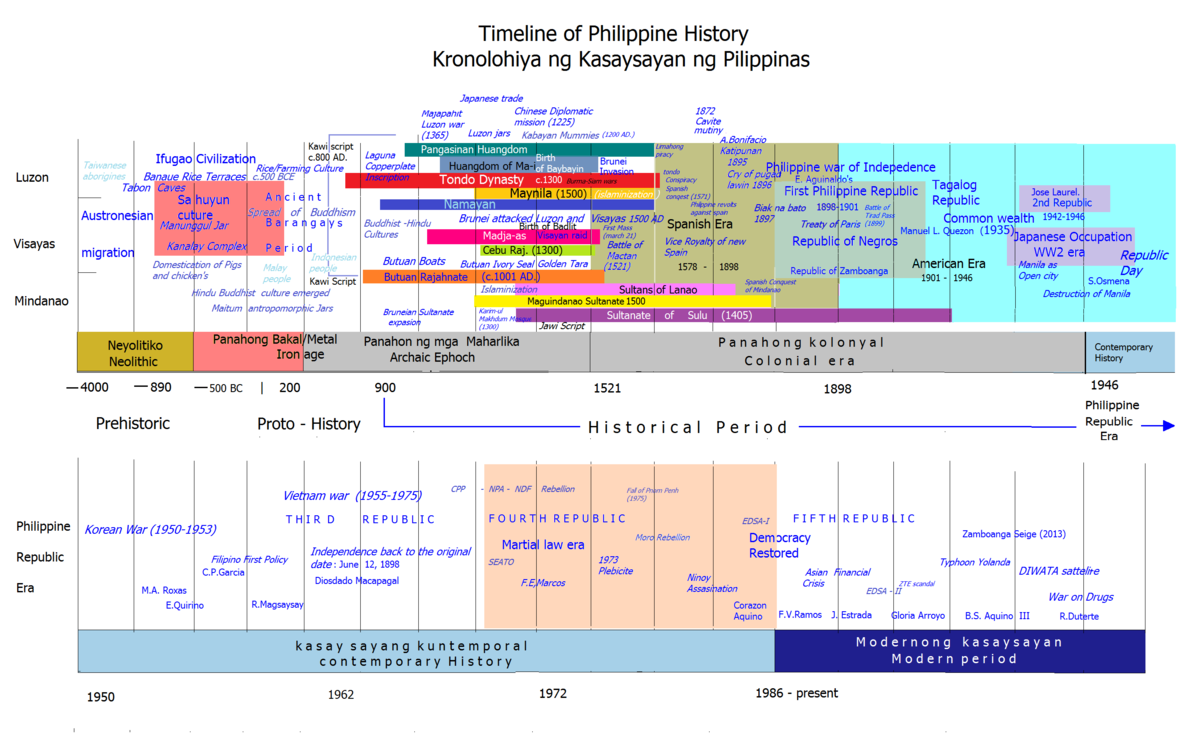 Timeline of Philippine History
Kronolohiya ng Kasaysayan ng Pilippinas
Japanese trade
Majapahit
Luzon war
(1365)
Chinese Diplomatic
mission (1225)
Luzon jars
Kabayan Mummies (1200 AD.)
1872
Cavite
mutiny
Luzon
Visayas
Mindanao
Taiwanese
aborigines
Ifugao Civilization
Banaue Rice Terraces c.500 BCE
Rice/Farming Culture
Tabon Caves
Kawi script
c.800 AD.
Laguna
Copperplate
Inscription
Pangasinan Huangdom
Huangdom of Ma-i
Birth
of Baybayin
Brunei
Invasion
Limahong
piracy
A.Bonifacio
Katipunan
1895
Cry of pugad
lawin 1896
Philippine war of Indepedence
E. Aguinaldo's
Tondo Dynasty
c.1300
Burma-Siam wars
tondo
Conspiracy
Spanish
conqest (1571)
Maynila (1500)
(islaminization)
Namayan
Philippie revolts
against spain
Biak na bato
1897
First Philippine Republic
1898-1901
Battle of
Trad Pass
(1899)
Treaty of Paris
Tagalog
Republic
Jose Laurel.
2nd Republic
1942-1946
Sa huyun
cuture
Manunggul Jar
Kanalay Complex
Ancient
Spread of Buddhism
Barangays
Period
Austronesian
migration
Buddhist -Hindu
Cultures
Brunei attacked Luzon and Visayas 1500 AD
Birth of Badlit
Madja-as
Visayan raid
Cebu Raj. (1300)
First Mass
(march 21)
Battle of
Mactan
(1521)
Spanish Era
Vice Royalty of new
Spain
1578 - 1898
Republic of Negros
Republic of Zamboanga
Common wealth
Manuel L. Quezon (1935)
American Era
1901 - 1946
Japanese Occupation
WW2 era
Manila as
Open city
Republic
Day
S.Osmena
Destruction of Manila
Domestication of Pigs
and chicken's
Malay
people
Indonesian
people
Kawi Script
Butuan Boats
Butuan Ivory Seal
Golden Tara
Butuan Rajahnate (c.1001 AD.)
Hindu Buddhist culture emerged
Maitum antropomorphic Jars
Islaminization
Sultans of Lanao
Spanish Conquest
of Mindanao
Maguindanao Sultanate 1500
Bruneian Sultanate
expasion
Karim-ul
Makhdum Mosque
(1300)
Jawi Script
Sultanate of Sulu (1405)
Neyolitiko
Neolithic
Panahong Bakal/Metal
Iron age
Panahon ng mga Maharlika
Archaic Ephoch
Panahong kolonyal
Colonial era
Contemporary
History
—4000
—890
—500 BC
|
200
900
1521
1898
1946
Prehistoric
Proto - History
Historical Period
Philippine
Republic
Era
Philippine
Republic
Era
Korean War (1950-1953)
Vietnam war (1955-1975)
THIRD REPUBLIC
Filipino First Policy
C.P.Garcia
M.A. Roxas
E.Quirino
R.Magsaysay
Independence back to the original
date : June 12, 1898
Diosdado Macapagal
CPP - NPA - NDF Rebellion
Fall of Pnom Penh
(1975)
FOURTH REPUBLIC
Martial law era
SEATO
F.E,Marcos
1973
Plebicite
Moro Rebellion
Ninoy
Assasination
EDSA-I
Democracy
Restored
Corazon
Aquino
FIFTH REPUBLIC
Asian Financial
Crisis
EDSA - II
ZTE scandal
F.V.Ramos
J. Estrada
Gloria Arroyo
Zamboanga Seige (2013)
Typhoon Yolanda
DIWATA sattelire
War on Drugs
B.S. Aquino III
R.Duterte
kasay sayang kuntemporal
contemporary History
Modernong kasaysayan
Modern period
1950
1962
1972
1986 - present